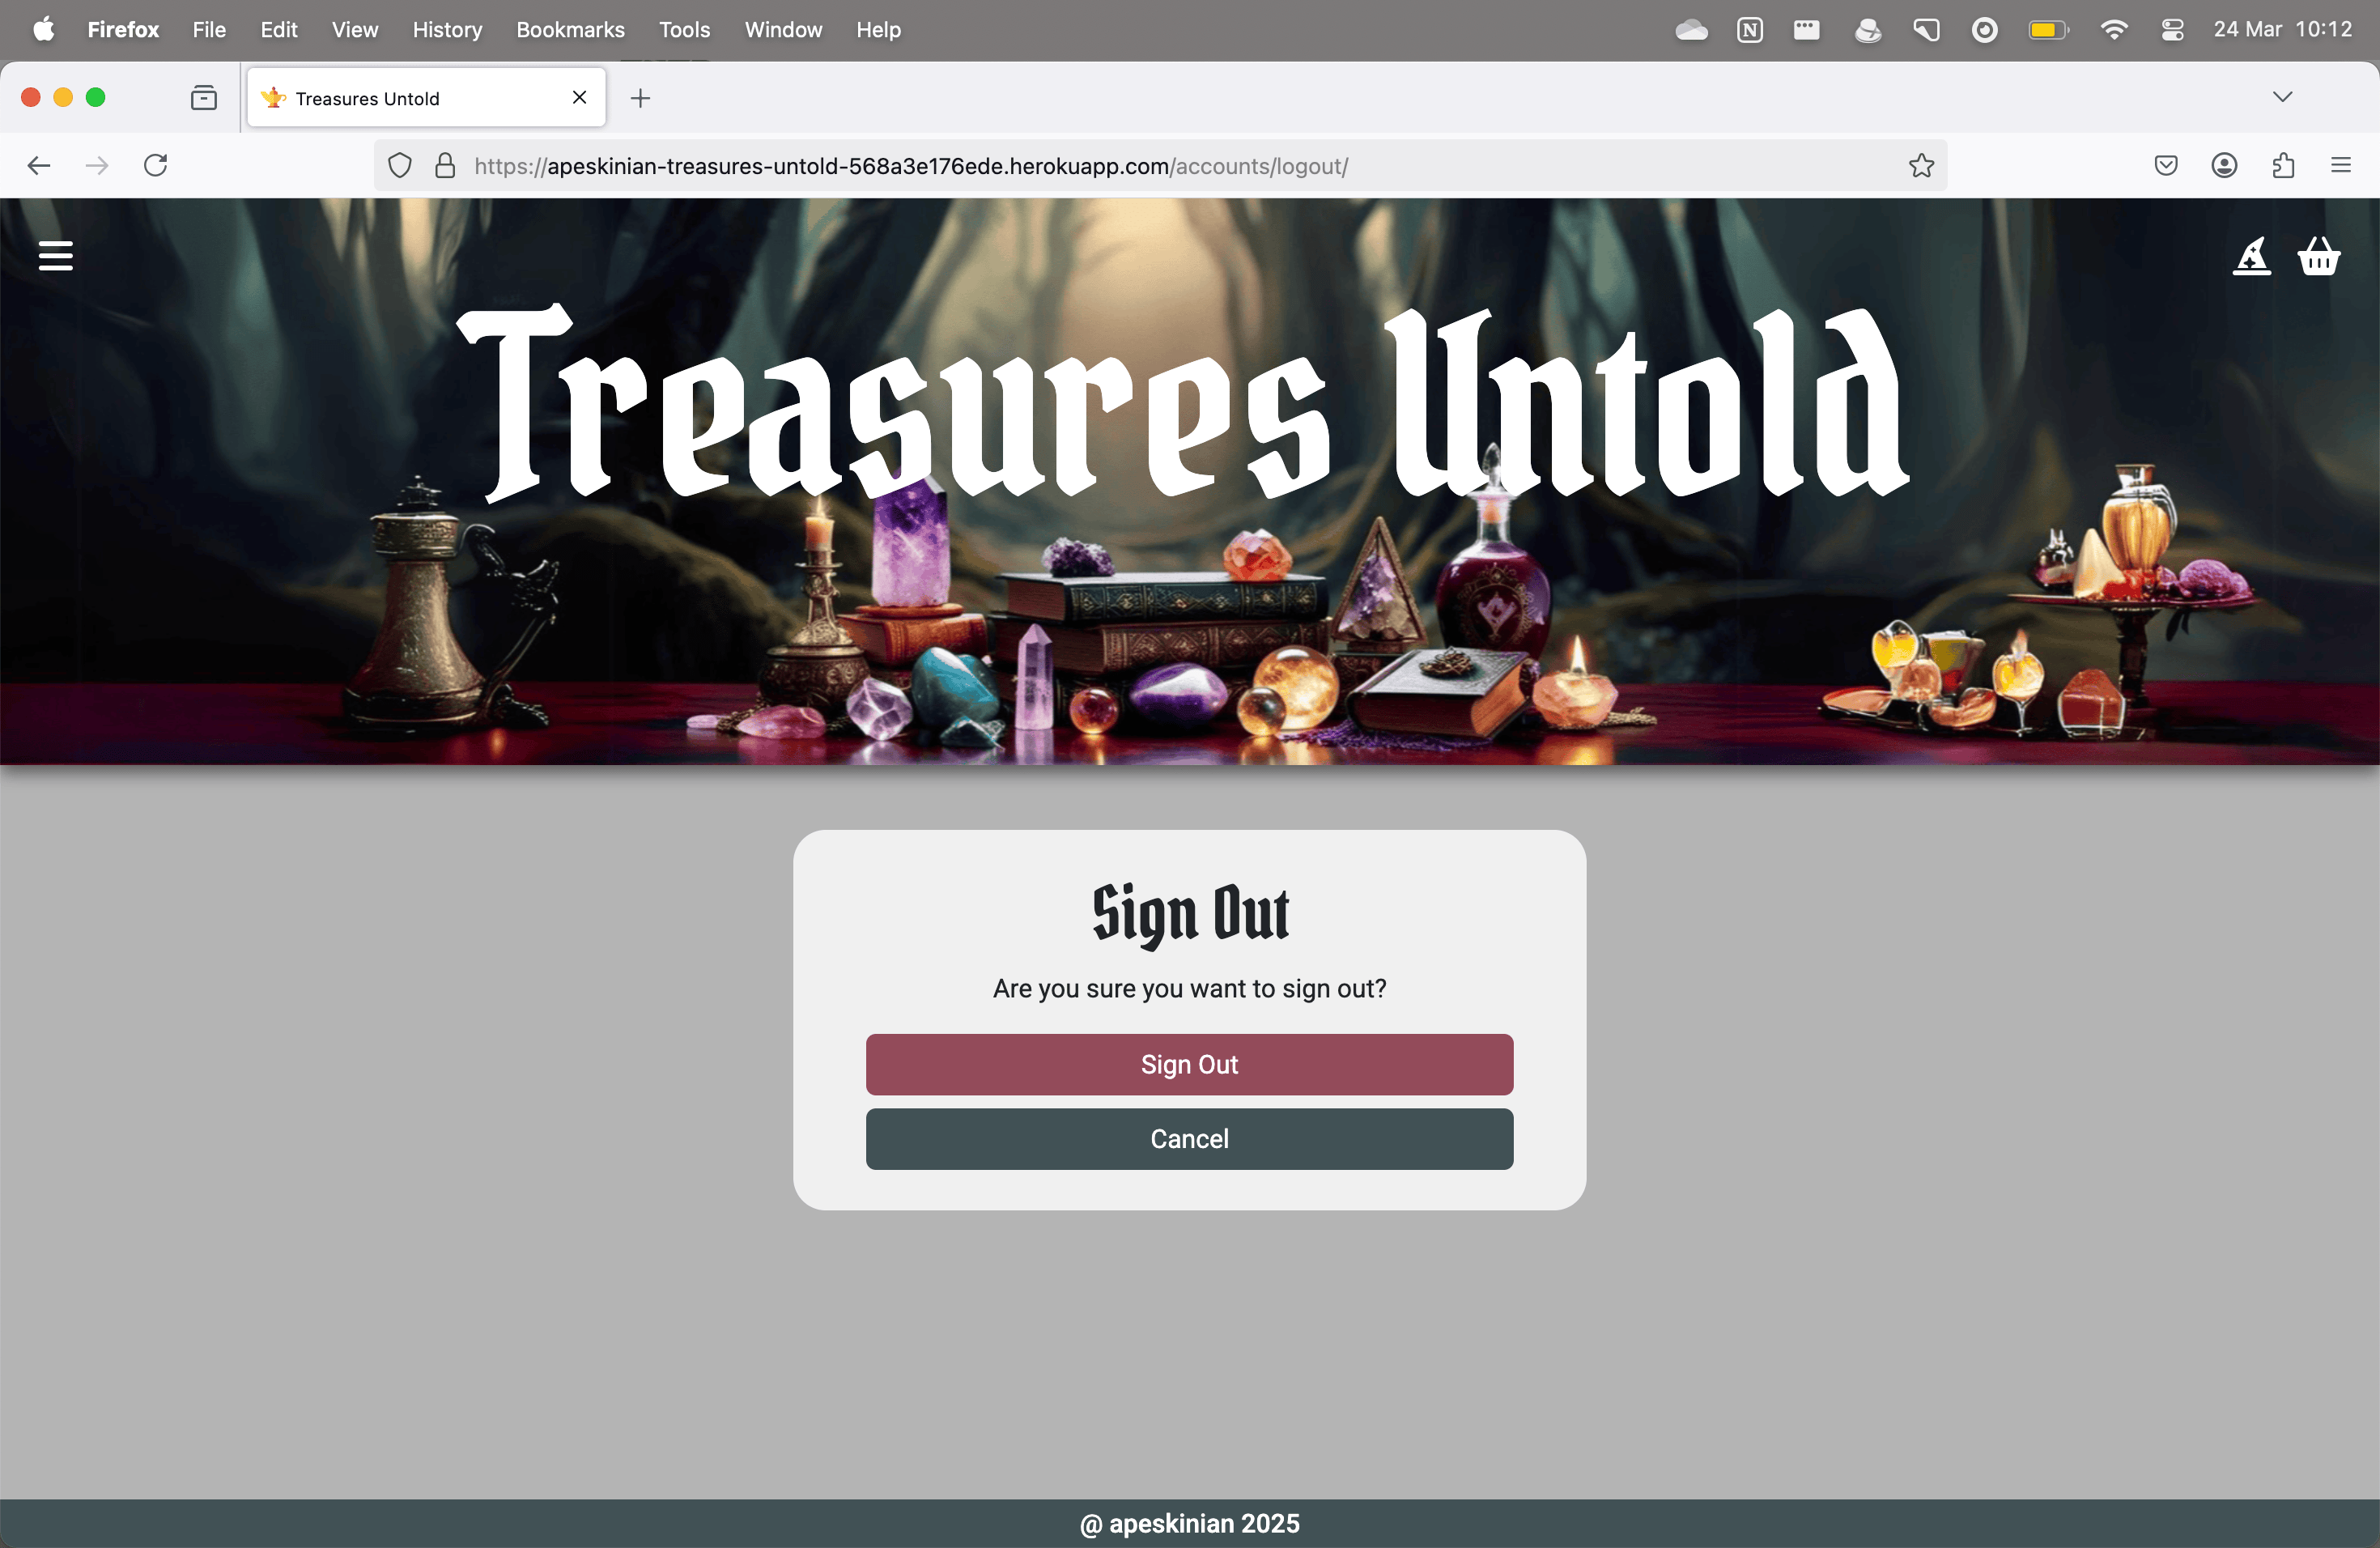 Firefox File Edit View History Bookmarks Tools Window Help 24 Mar 10:12
Treasures Untold
https://apeskinian-treasures-untold-568a3e176ede.herokuapp.com/accounts/logout/
Treasures Untold
Sign Out
Are you sure you want to sign out?
Sign Out
Cancel
@ apeskinian 2025